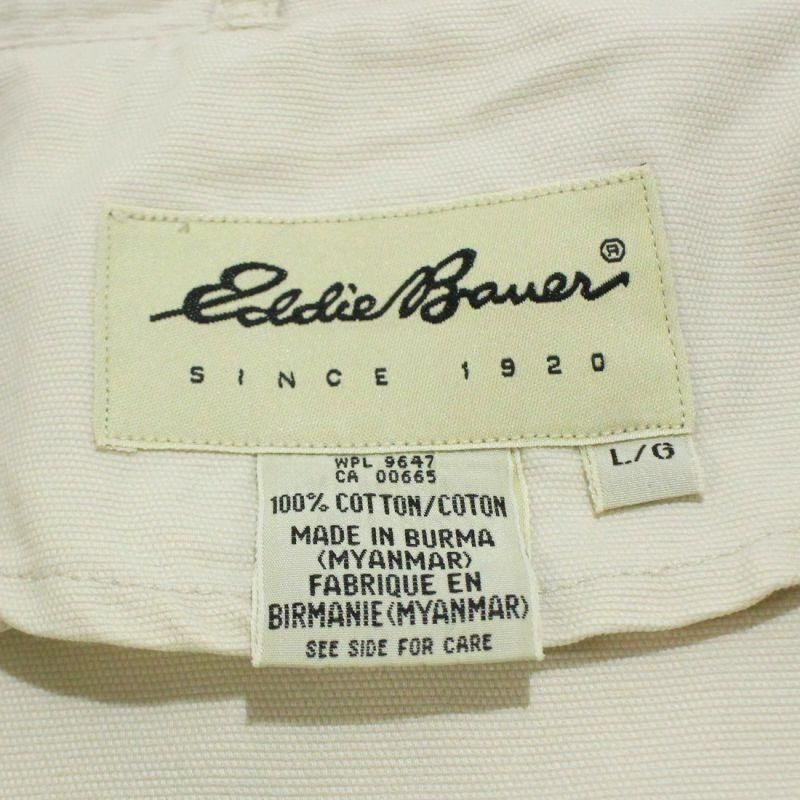 Eddie Bauer®
SINCE 1920
L/G
WPL 9647
CA 00665
100% COTTON/COTON
MADE IN BURMA
(MYANMAR)
FABRIQUE EN
BIRMANIE(MYANMAR)
SEE SIDE FOR CARE